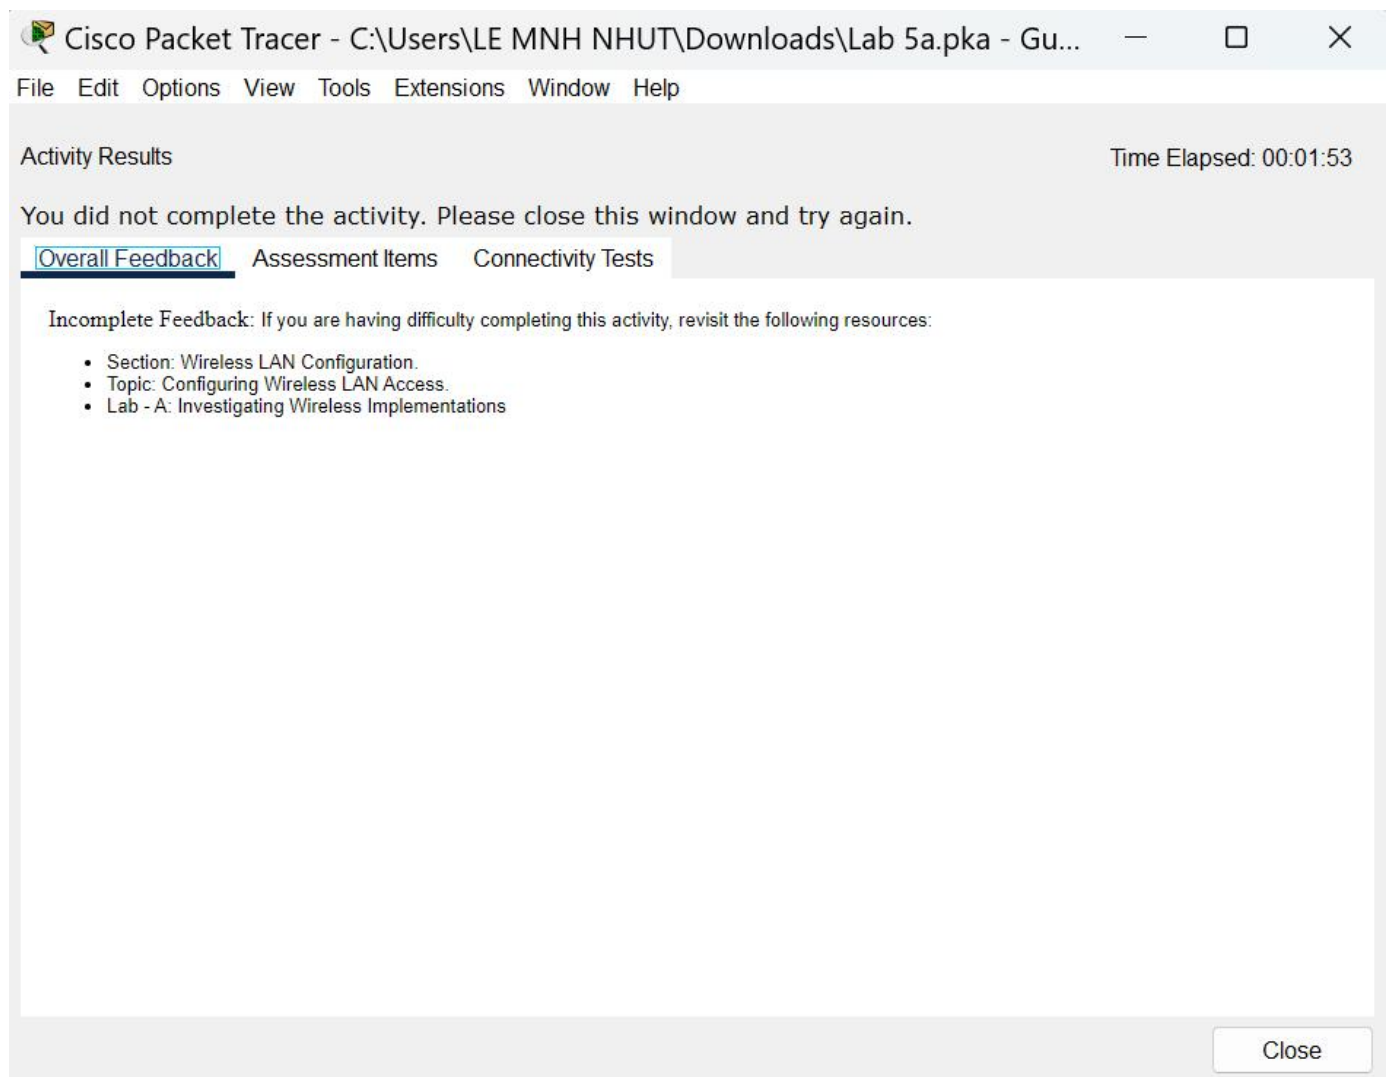 Cisco Packet Tracer - C:\Users\LE MNH NHUT\Downloads\Lab 5a.pka - Gu...
File Edit Options View Tools Extensions Window Help
Activity Results
Time Elapsed: 00:01:53
You did not complete the activity. Please close this window and try again.
Overall Feedback Assessment Items Connectivity Tests
Incomplete Feedback: If you are having difficulty completing this activity, revisit the following resources:
• Section: Wireless LAN Configuration.
• Topic: Configuring Wireless LAN Access.
• Lab - A: Investigating Wireless Implementations
Close